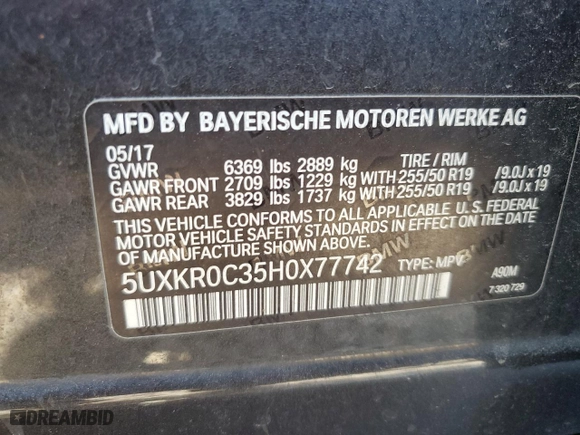 MFD BY BAYERISCHE MOTOREN WERKE AG
05/17
GVWR 6369 lbs 2889 kg TIRE / RIM
GAWR FRONT 2709 lbs 1229 kg WITH 255/50 R19 /9.0J x 19
GAWR REAR 3829 lbs 1737 kg WITH 255/50 R19 /9.0J x 19
THIS VEHICLE CONFORMS TO ALL APPLICABLE U.S. FEDERAL
MOTOR VEHICLE SAFETY STANDARDS IN EFFECT ON THE DATE
OF MANUFACTURE SHOWN ABOVE.
5UXKR0C35H0X77742 TYPE: MPV A90M
7 320 729
DREAMBID